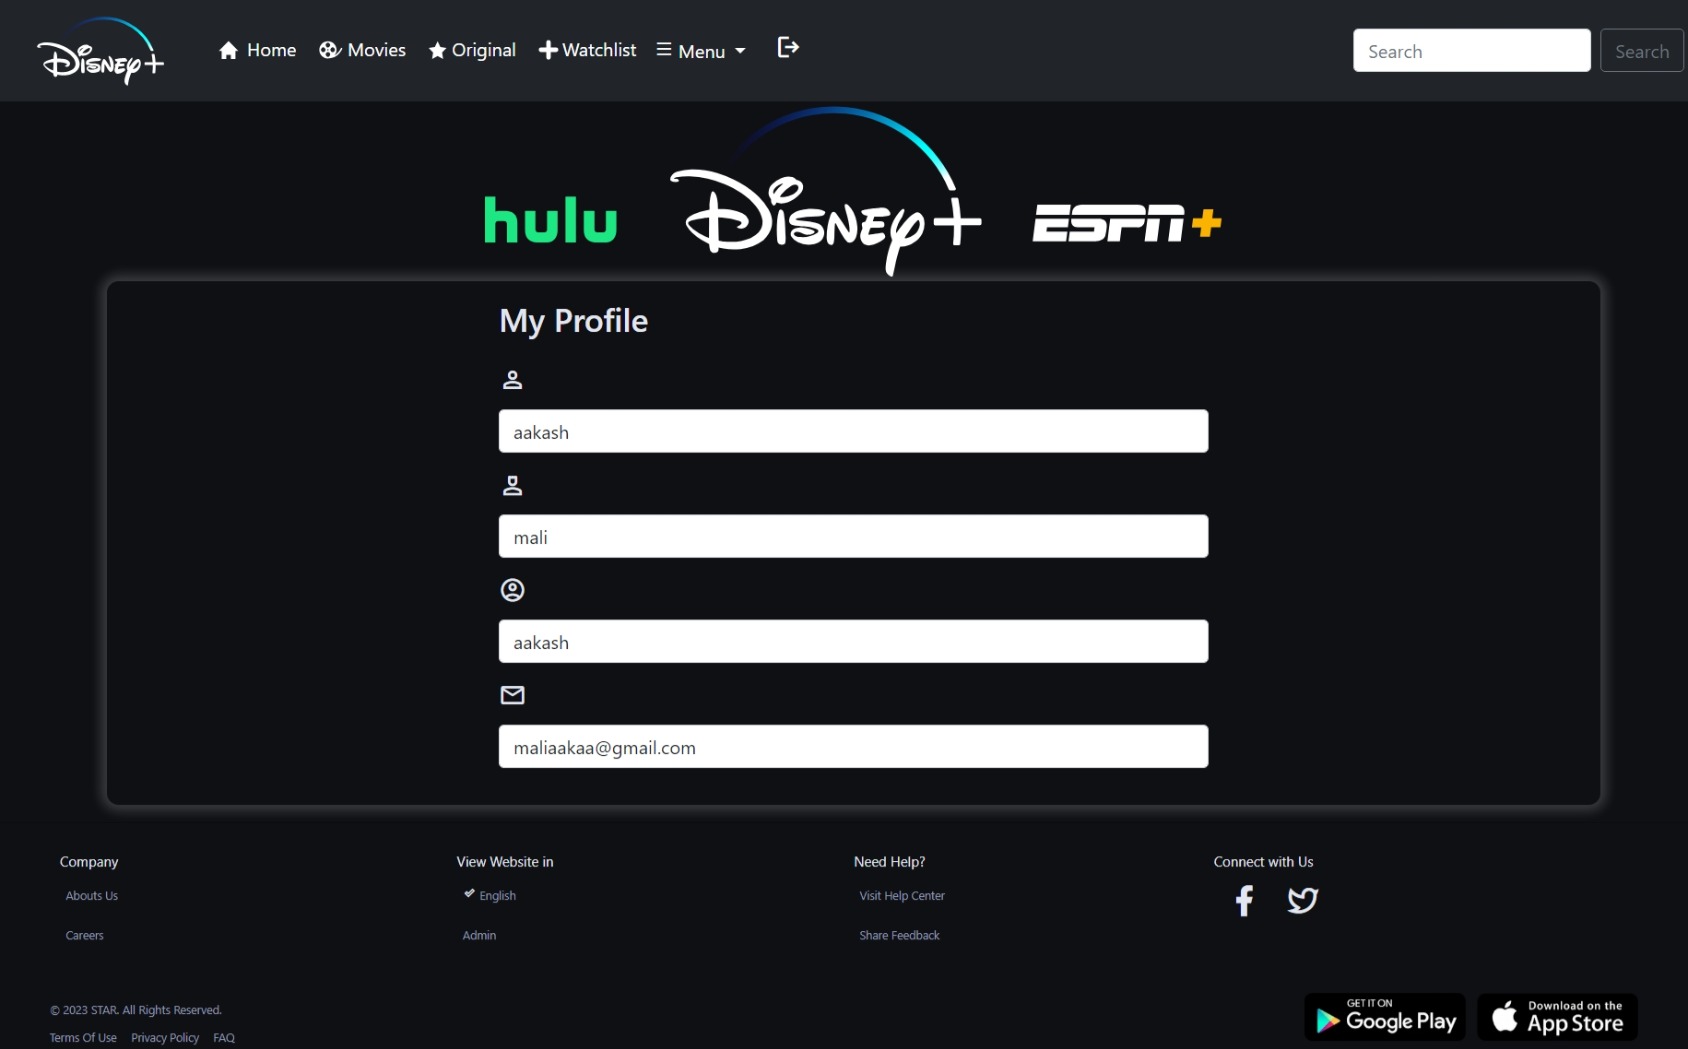 Disney+ Home Movies Original Watchlist Menu Search Search
hulu Disney+ ESPN+
My Profile
aakash
mali
aakash
maliaakaa@gmail.com
Company
Abouts Us
Careers
View Website in
English
Admin
Need Help?
Visit Help Center
Share Feedback
Connect with Us
© 2023 STAR. All Rights Reserved.
Terms Of Use Privacy Policy FAQ
GET IT ON
Google Play
Download on the
App Store